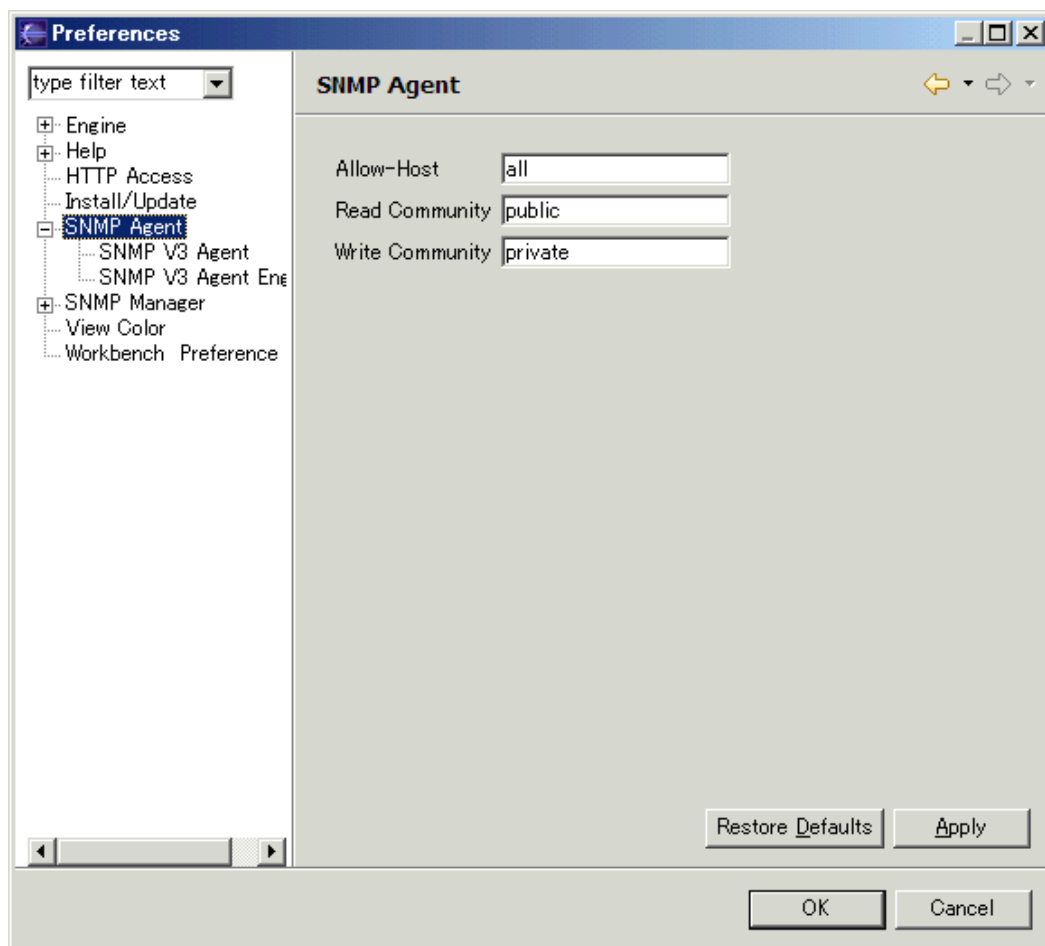 Preferences
type filter text
SNMP Agent
Engine
Help
HTTP Access
Install/Update
SNMP Agent
SNMP V3 Agent
SNMP V3 Agent Eng
SNMP Manager
View Color
Workbench Preference
Allow-Host all
Read Community public
Write Community private
Restore Defaults Apply
OK Cancel